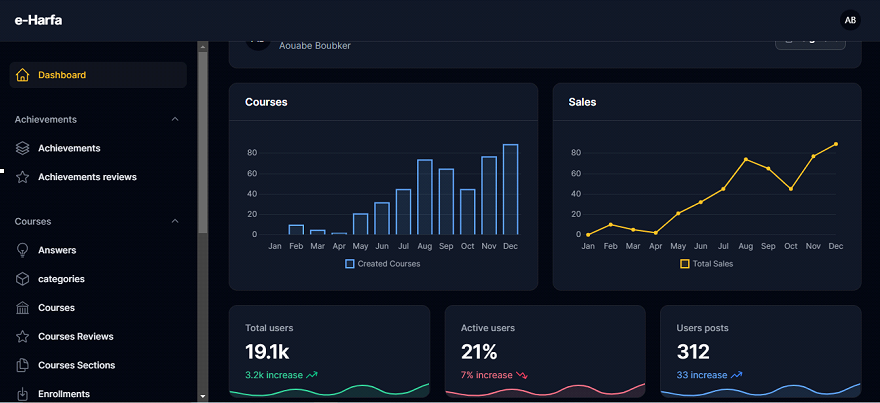 e-Harfa
AB
Dashboard
Achievements
Achievements
Achievements reviews
Courses
Answers
categories
Courses
Courses Reviews
Courses Sections
Enrollments
Aouabe Boubker
Courses
80
60
40
20
0
Jan Feb Mar Apr May Jun Jul Aug Sep Oct Nov Dec
Created Courses
Sales
80
60
40
20
0
Jan Feb Mar Apr May Jun Jul Aug Sep Oct Nov Dec
Total Sales
Total users
19.1k
3.2k increase
Active users
21%
7% increase
Users posts
312
33 increase